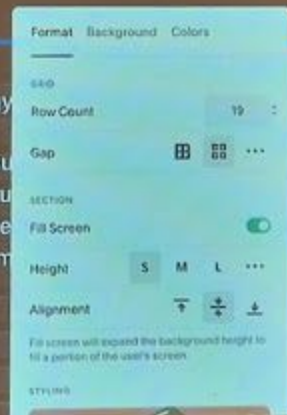 Format Background Colors
GRID
Row Count 19
Gap
SECTION
Fill Screen
Height S M L
Alignment
Fill screen will expand the background height to
fill a portion of the user's screen.
STYLING